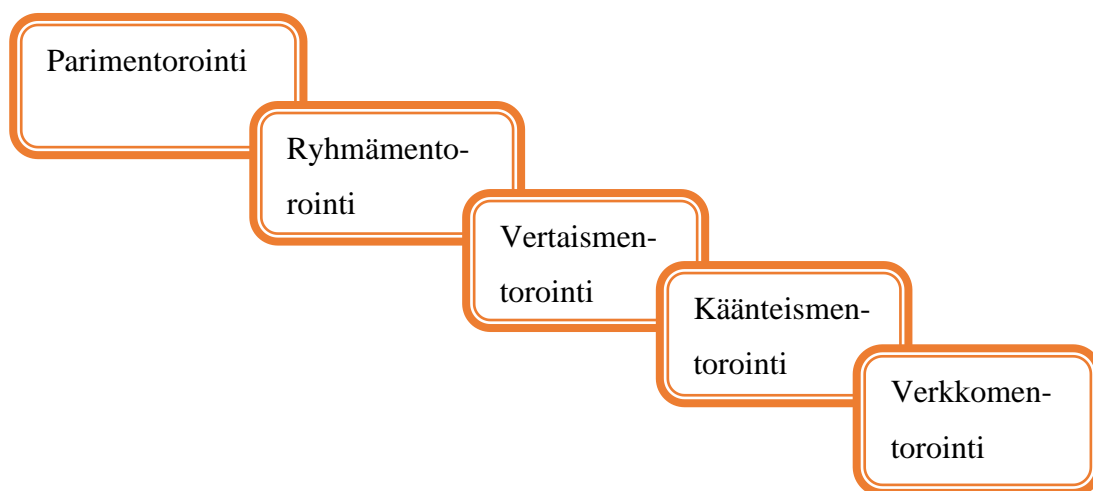 Parimentorointi
Ryhmämento-
rointi
Vertaismen-
torointi
Käänteismen-
torointi
Verkkomen-
torointi